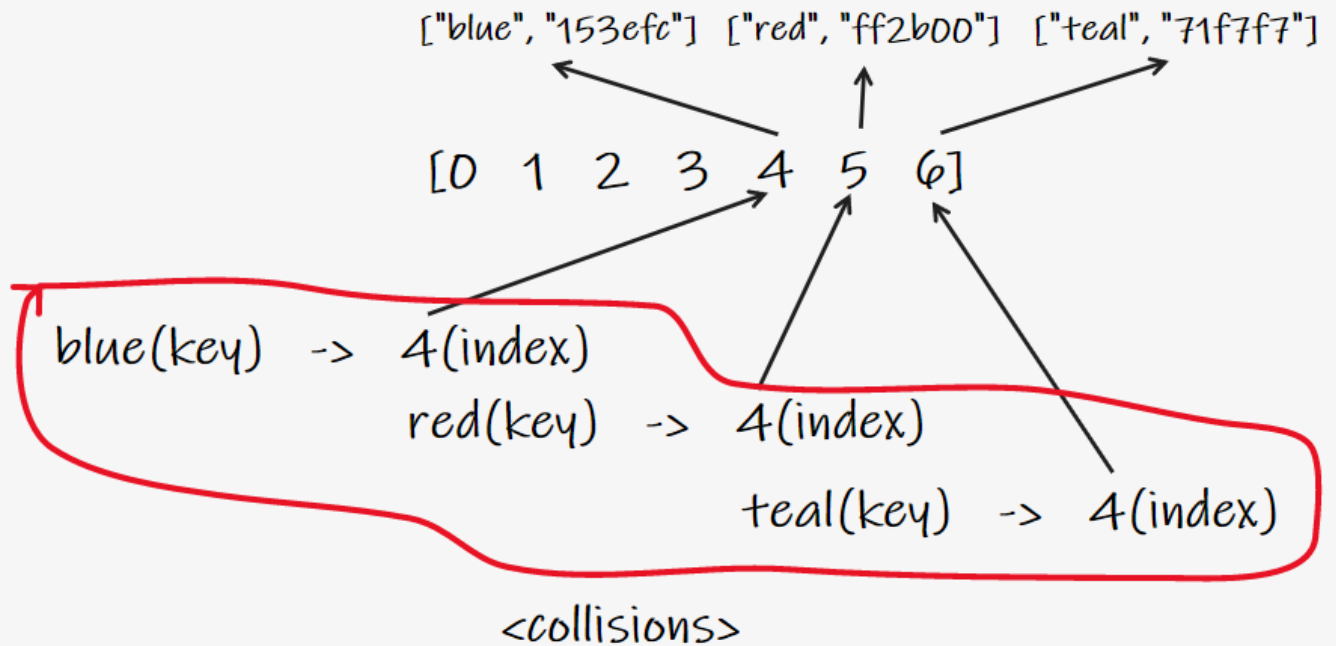 ["blue", "153efc"] ["red", "ff2b00"] ["teal", "71f7f7"]
[0 1 2 3 4 5 6]
blue(key) -> 4(index)
red(key) -> 4(index)
teal(key) -> 4(index)
<collisions>